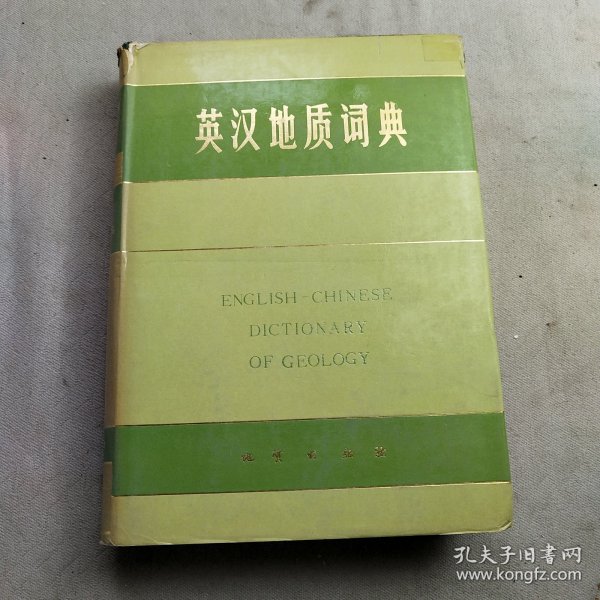 英汉地质词典
ENGLISH-CHINESE
DICTIONARY
OF GEOLOGY
地质出版社
孔夫子旧书网
www.kongfz.com